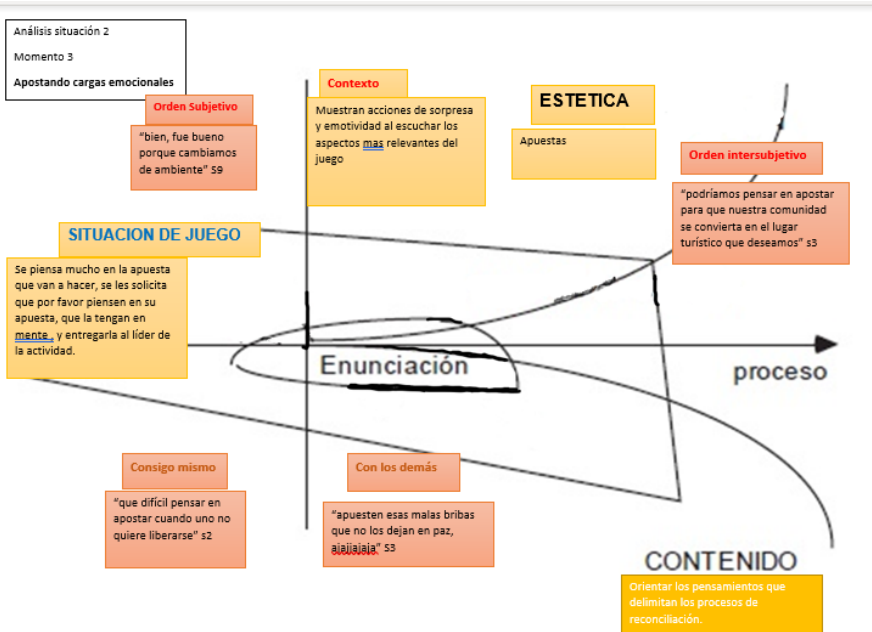 Análisis situación 2
Momento 3
Apostando cargas emocionales
Orden Subjetivo
“bien, fue bueno
porque cambiamos
de ambiente” S9
Contexto
Muestran acciones de sorpresa
y emotividad al escuchar los
aspectos mas relevantes del
juego
ESTETICA
Apuestas
Orden intersubjetivo
“podríamos pensar en apostar
para que nuestra comunidad
se convierta en el lugar
turístico que deseamos” s3
SITUACION DE JUEGO
Se piensa mucho en la apuesta
que van a hacer, se les solicita
que por favor piensen en su
apuesta, que la tengan en
mente , y entregarla al líder de
la actividad.
Enunciación
proceso
Consigo mismo
“que difícil pensar en
apostar cuando uno no
quiere liberarse” s2
Con los demás
“apuesten esas malas bribas
que no los dejan en paz,
ajajjajaja” S3
CONTENIDO
Orientar los pensamientos que
delimitan los procesos de
reconciliación.